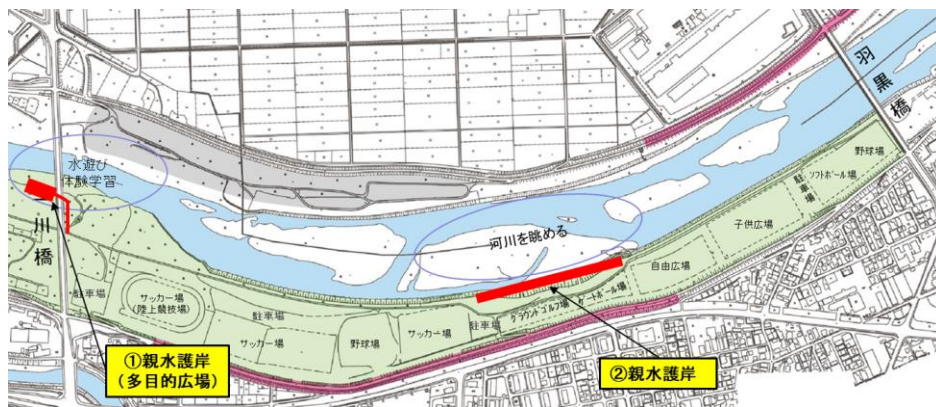 羽黒橋
水遊び
体験学習
川橋
河川を眺める
野球場
ソフトボール場
駐車場
子供広場
自由広場
ゲートボール場
グラウンドゴルフ場
駐車場
サッカー場
野球場
サッカー場
駐車場
サッカー場
(陸上競技場)
駐車場
①親水護岸
(多目的広場)
②親水護岸